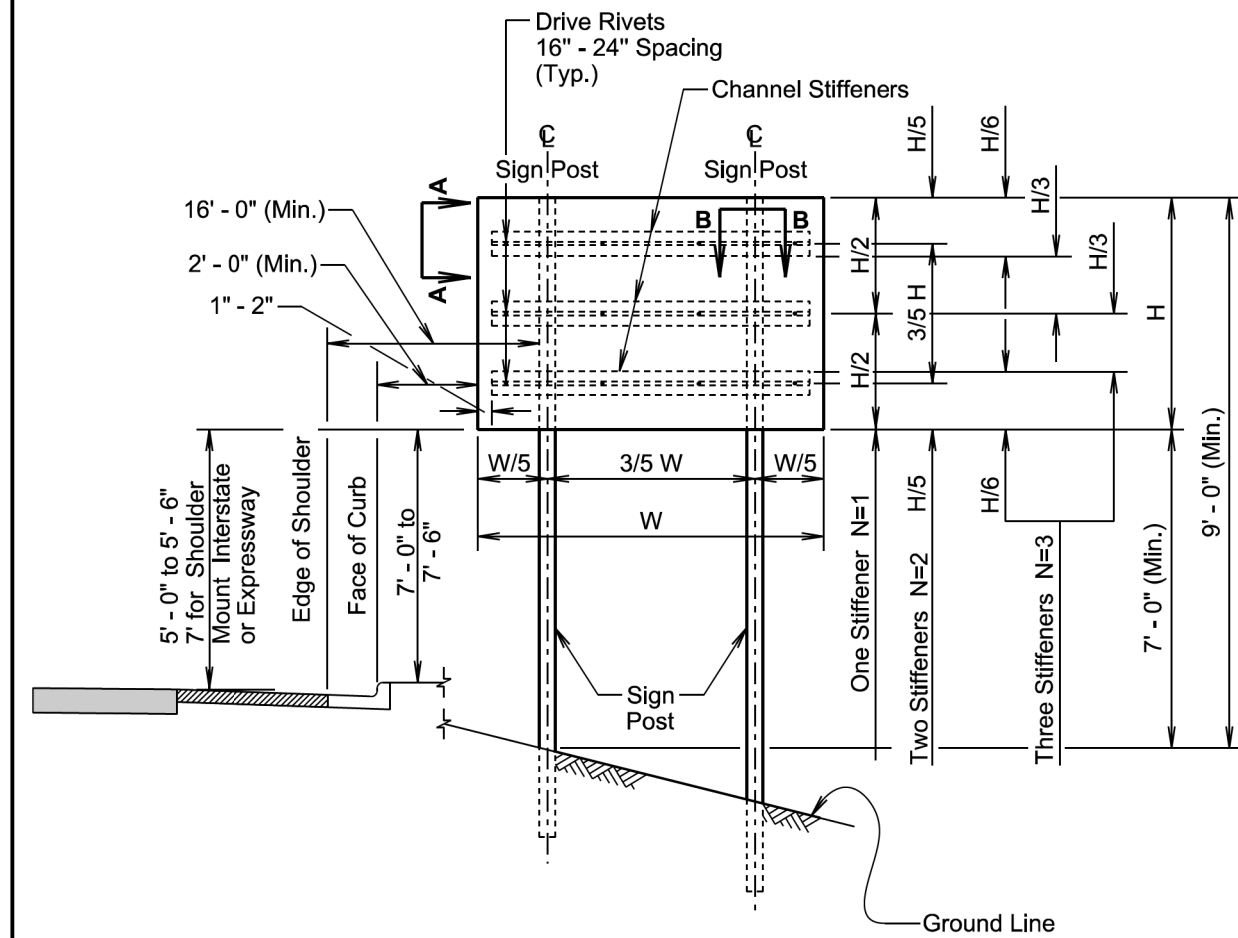 Drive Rivets
16" - 24" Spacing
(Typ.)
Channel Stiffeners
℄
Sign Post
℄
Sign Post
A
A
B
B
16' - 0" (Min.)
2' - 0" (Min.)
1" - 2"
H/5
H/6
H/3
H/3
H/2
3/5 H
H/2
H
W/5
3/5 W
W/5
W
5' - 0" to 5' - 6"
7' for Shoulder
Mount Interstate
or Expressway
Edge of Shoulder
Face of Curb
7' - 0" to
7' - 6"
One Stiffener N=1
Two Stiffeners N=2
H/5
H/6
Three Stiffeners N=3
7' - 0" (Min.)
9' - 0" (Min.)
Sign
Post
Ground Line